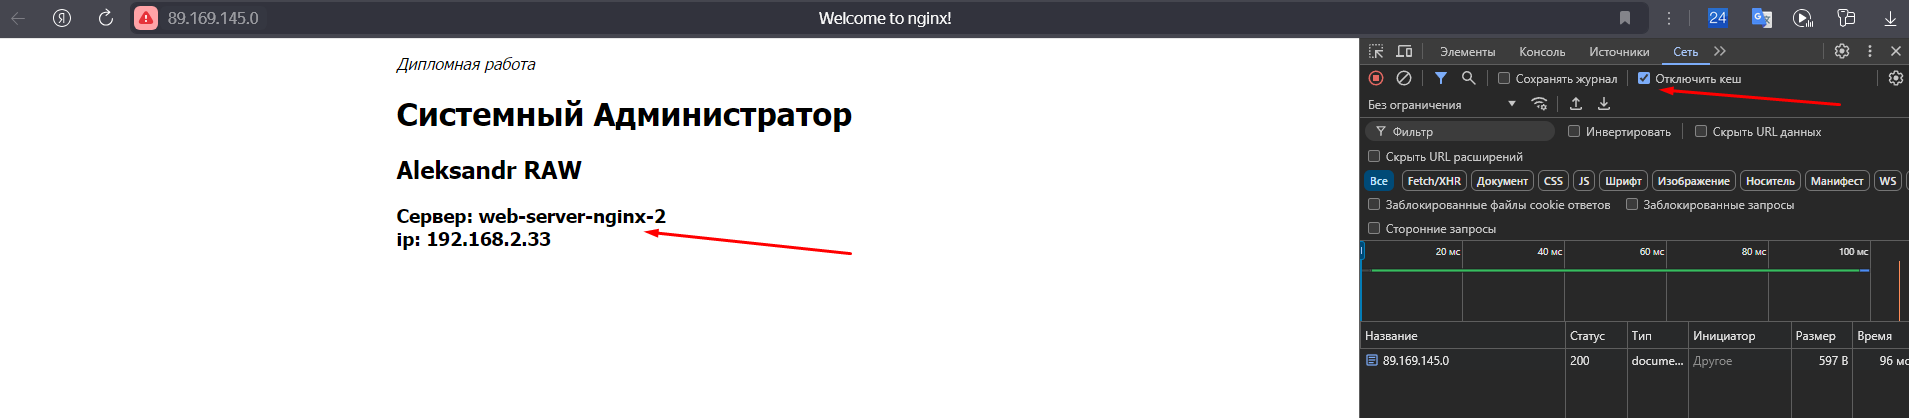 89.169.145.0 Welcome to nginx! 24
Дипломная работа
Системный Администратор
Aleksandr RAW
Сервер: web-server-nginx-2
ip: 192.168.2.33
Элементы Консоль Источники Сеть
Сохранять журнал Отключить кеш
Без ограничения
Фильтр Инвертировать Скрыть URL данных
Скрыть URL расширений
Все Fetch/XHR Документ CSS JS Шрифт Изображение Носитель Манифест WS
Заблокированные файлы cookie ответов Заблокированные запросы
Сторонние запросы
20 мс 40 мс 60 мс 80 мс 100 мс
Название Статус Тип Инициатор Размер Время
89.169.145.0 200 docume... Другое 597 B 96 мс